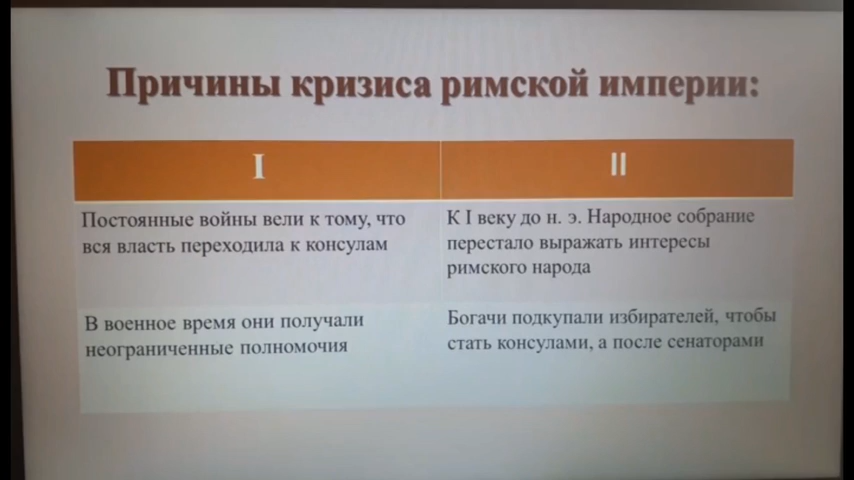 Причины кризиса римской империи:
I
II
Постоянные войны вели к тому, что
вся власть переходила к консулам
К I веку до н. э. Народное собрание
перестало выражать интересы
римского народа
В военное время они получали
неограниченные полномочия
Богачи подкупали избирателей, чтобы
стать консулами, а после сенаторами